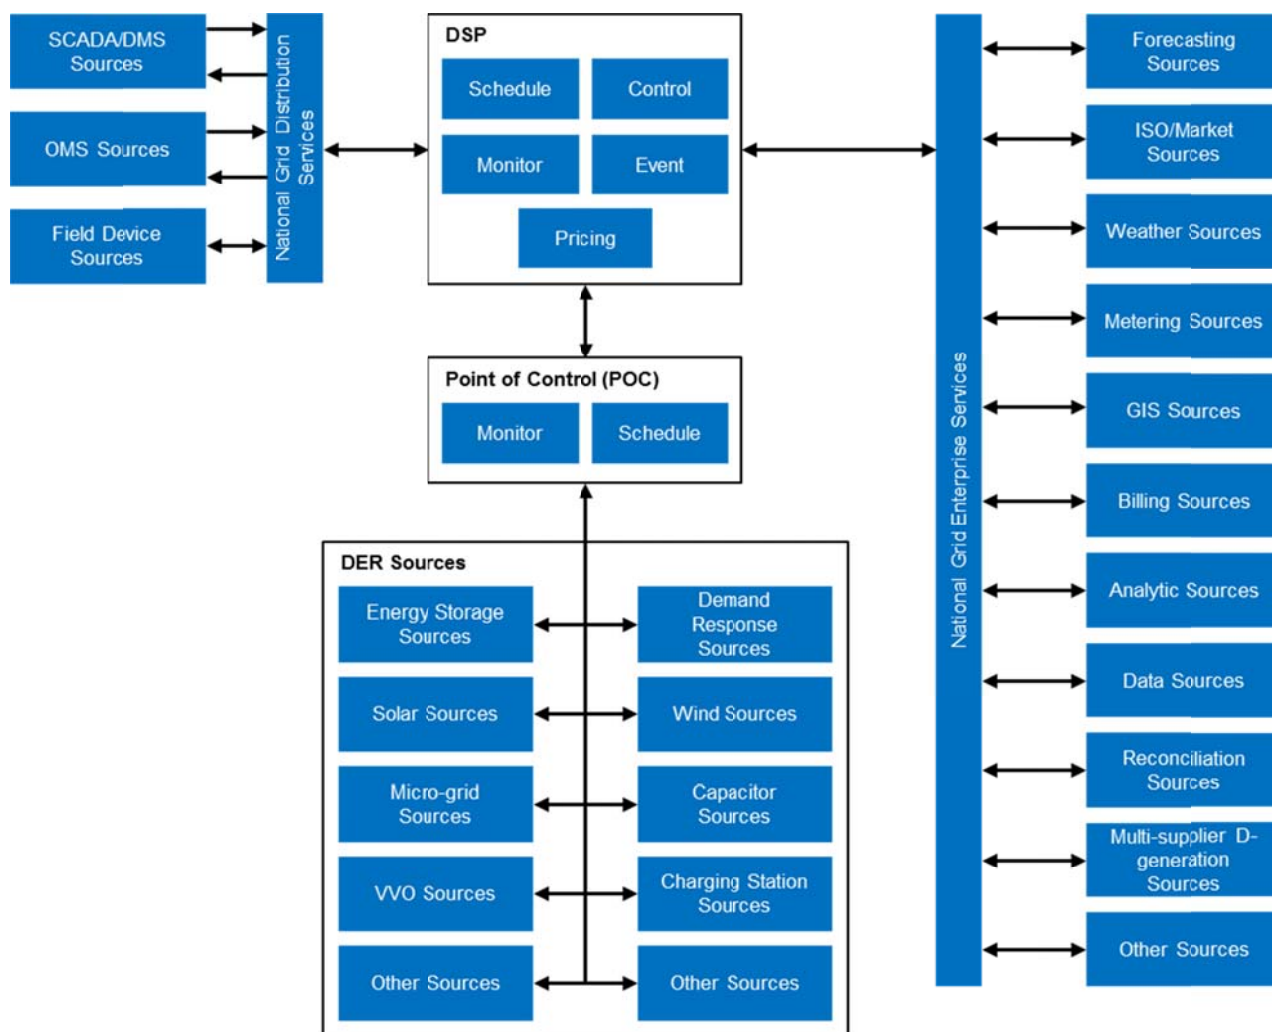 SCADA/DMS
Sources
OMS Sources
Field Device
Sources
National Grid Distribution
Services
DSP
Schedule
Control
Monitor
Event
Pricing
Point of Control (POC)
Monitor
Schedule
DER Sources
Energy Storage
Sources
Demand
Response
Sources
Solar Sources
Wind Sources
Micro-grid
Sources
Capacitor
Sources
VVO Sources
Charging Station
Sources
Other Sources
Other Sources
National Grid Enterprise Services
Forecasting
Sources
ISO/Market
Sources
Weather Sources
Metering Sources
GIS Sources
Billing Sources
Analytic Sources
Data Sources
Reconciliation
Sources
Multi-supplier D-
generation
Sources
Other Sources